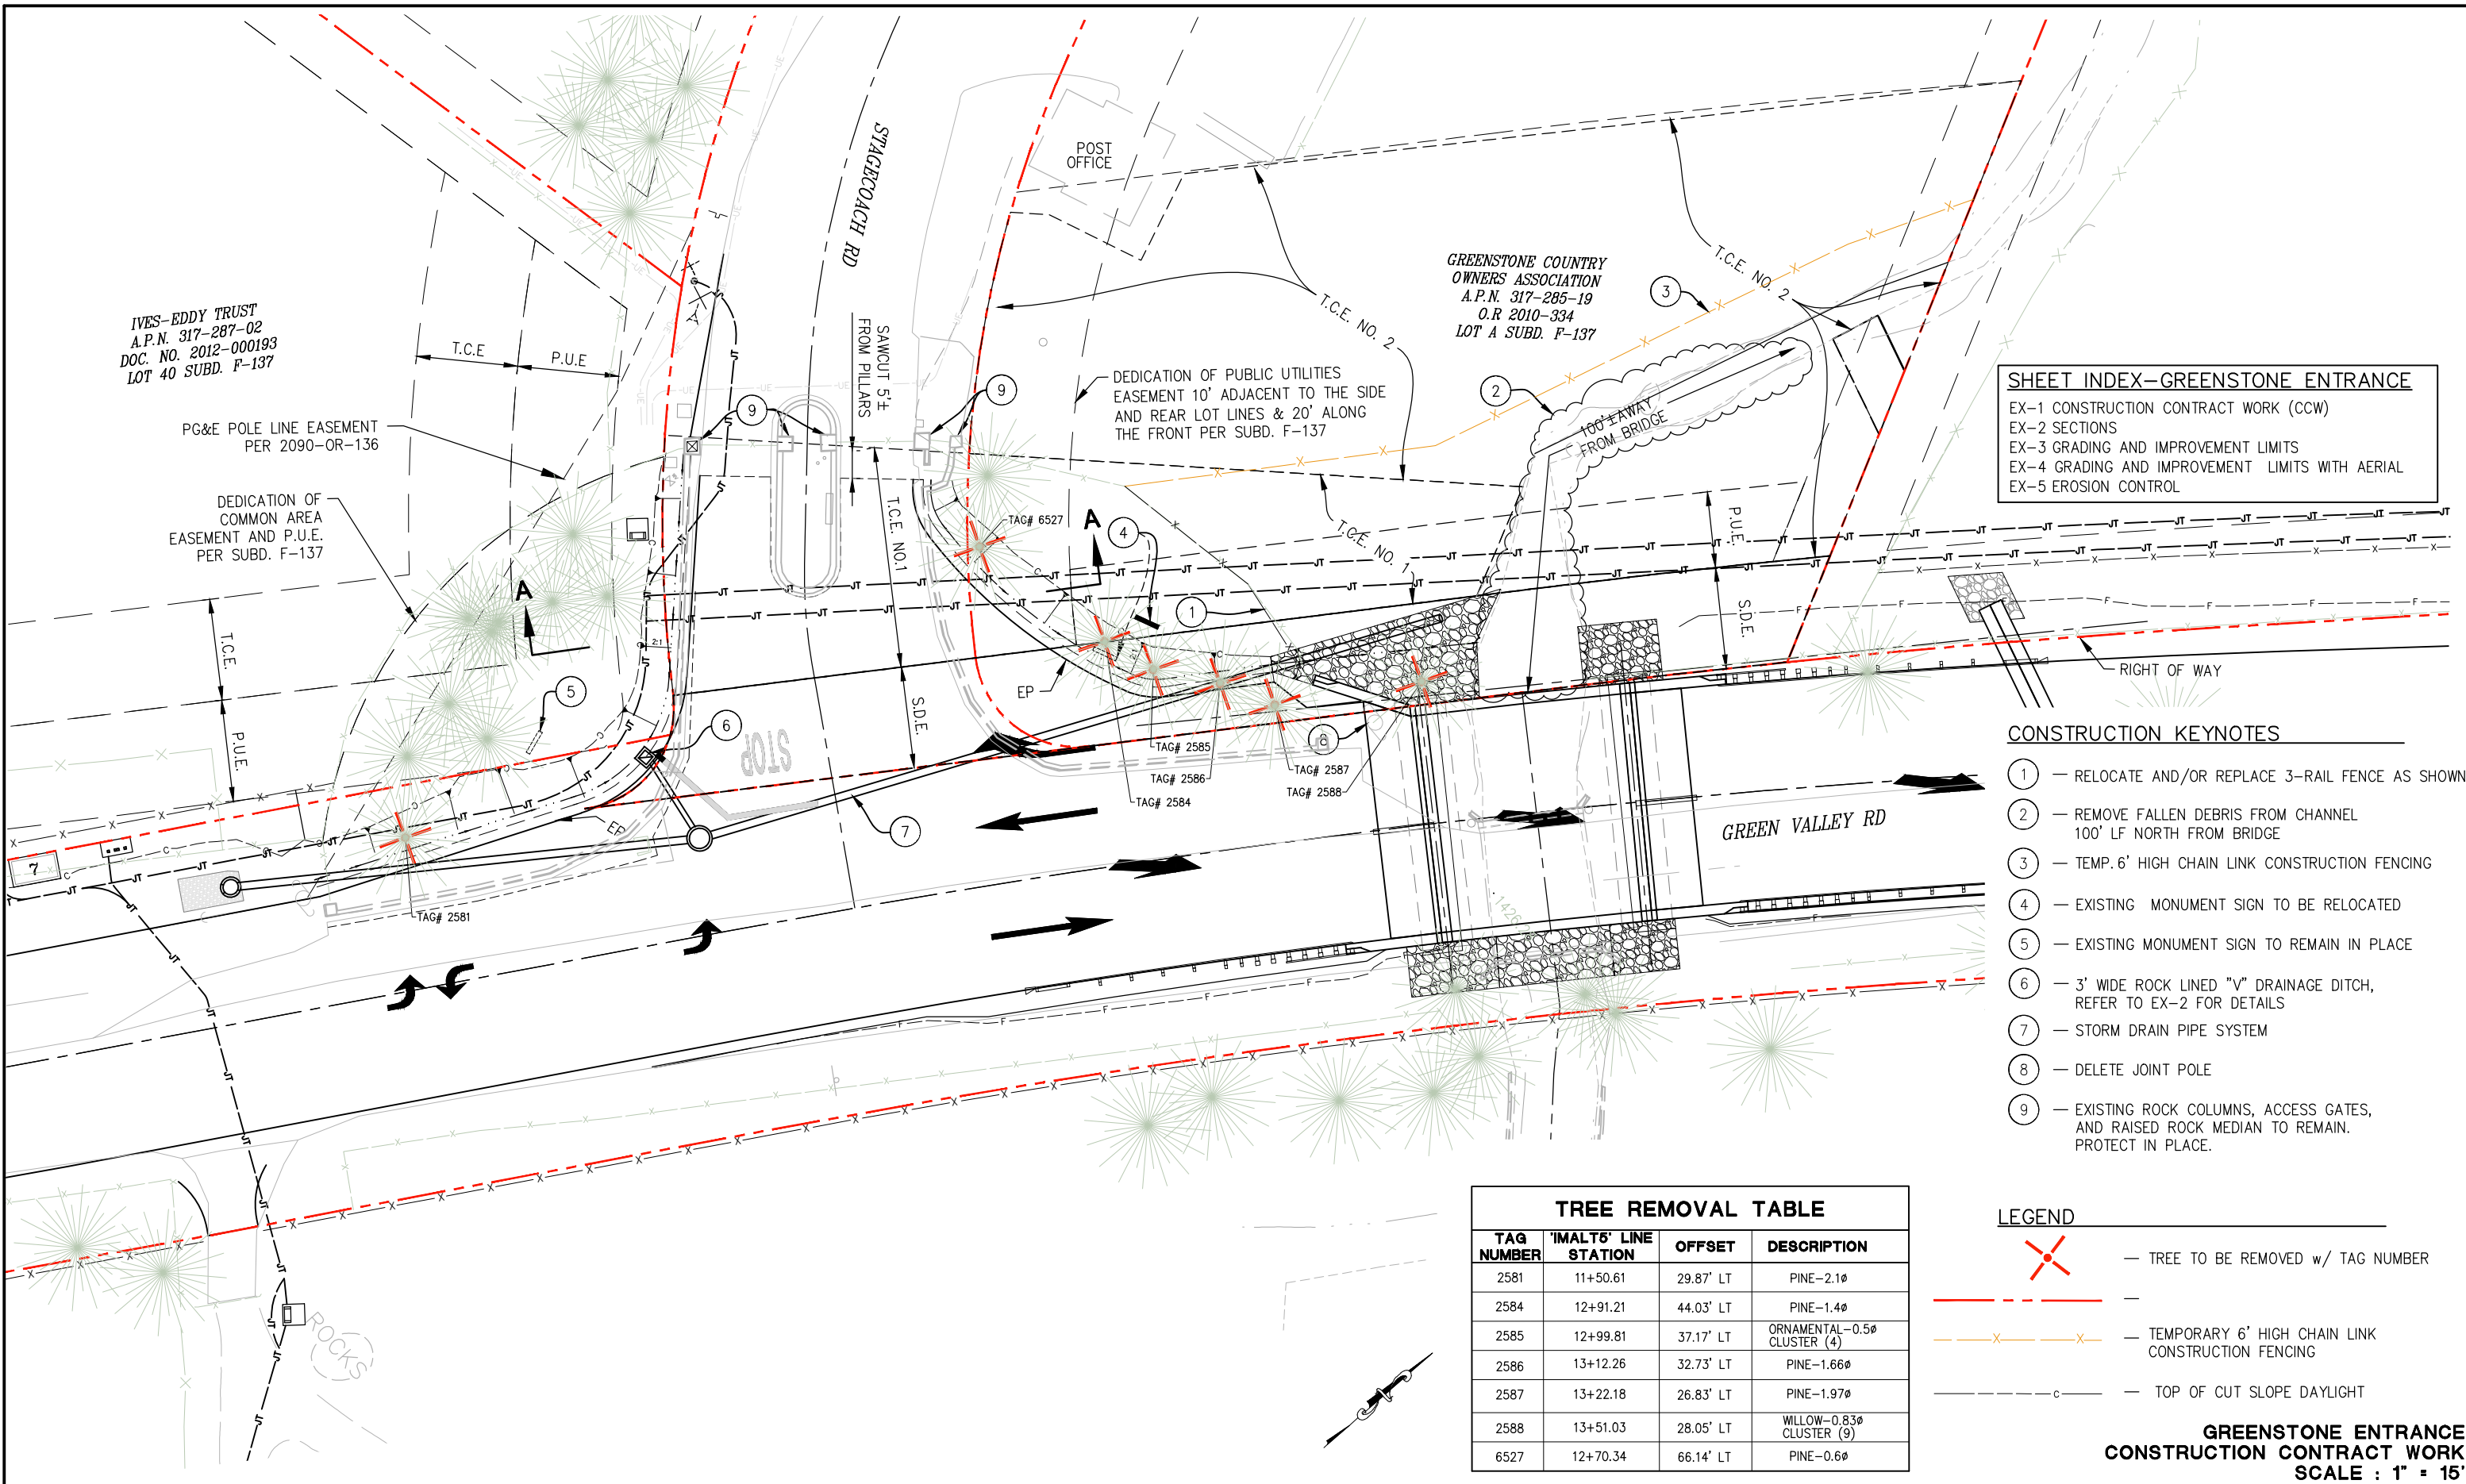 POST
OFFICE
STAGECOACH RD
IVES-EDDY TRUST
A.P.N. 317-287-02
DOC. NO. 2012-000193
LOT 40 SUBD. F-137
T.C.E
P.U.E
SAWCUT 5'±
FROM PILLARS
GREENSTONE COUNTRY
OWNERS ASSOCIATION
A.P.N. 317-285-19
O.R 2010-334
LOT A SUBD. F-137
3
T.C.E. NO. 2
T.C.E. NO. 2
PG&E POLE LINE EASEMENT
PER 2090-OR-136
9
9
DEDICATION OF PUBLIC UTILITIES
EASEMENT 10' ADJACENT TO THE SIDE
AND REAR LOT LINES & 20' ALONG
THE FRONT PER SUBD. F-137
2
100'± AWAY
FROM BRIDGE
SHEET INDEX-GREENSTONE ENTRANCE
EX-1 CONSTRUCTION CONTRACT WORK (CCW)
EX-2 SECTIONS
EX-3 GRADING AND IMPROVEMENT LIMITS
EX-4 GRADING AND IMPROVEMENT LIMITS WITH AERIAL
EX-5 EROSION CONTROL
DEDICATION OF
COMMON AREA
EASEMENT AND P.U.E.
PER SUBD. F-137
T.C.E. NO.1
TAG# 6527
A
4
T.C.E. NO. 1
P.U.E.
A
1
S.D.E.
T.C.E.
P.U.E.
5
2:1
6
STOP
S.D.E.
EP
TAG# 2585
TAG# 2586
TAG# 2584
TAG# 2587
TAG# 2588
8
RIGHT OF WAY
7
EP
7
TAG# 2581
GREEN VALLEY RD
ROCKS
CONSTRUCTION KEYNOTES
1 — RELOCATE AND/OR REPLACE 3-RAIL FENCE AS SHOWN
2 — REMOVE FALLEN DEBRIS FROM CHANNEL
100' LF NORTH FROM BRIDGE
3 — TEMP. 6' HIGH CHAIN LINK CONSTRUCTION FENCING
4 — EXISTING MONUMENT SIGN TO BE RELOCATED
5 — EXISTING MONUMENT SIGN TO REMAIN IN PLACE
6 — 3' WIDE ROCK LINED "V" DRAINAGE DITCH,
REFER TO EX-2 FOR DETAILS
7 — STORM DRAIN PIPE SYSTEM
8 — DELETE JOINT POLE
9 — EXISTING ROCK COLUMNS, ACCESS GATES,
AND RAISED ROCK MEDIAN TO REMAIN.
PROTECT IN PLACE.
TREE REMOVAL TABLE
TAG NUMBER 'IMALT5' LINE STATION OFFSET DESCRIPTION
2581 11+50.61 29.87' LT PINE-2.1ø
2584 12+91.21 44.03' LT PINE-1.4ø
2585 12+99.81 37.17' LT ORNAMENTAL-0.5ø CLUSTER (4)
2586 13+12.26 32.73' LT PINE-1.66ø
2587 13+22.18 26.83' LT PINE-1.97ø
2588 13+51.03 28.05' LT WILLOW-0.83ø CLUSTER (9)
6527 12+70.34 66.14' LT PINE-0.6ø
LEGEND
— TREE TO BE REMOVED w/ TAG NUMBER
—
— TEMPORARY 6' HIGH CHAIN LINK
CONSTRUCTION FENCING
— TOP OF CUT SLOPE DAYLIGHT
GREENSTONE ENTRANCE
CONSTRUCTION CONTRACT WORK
SCALE : 1" = 15'